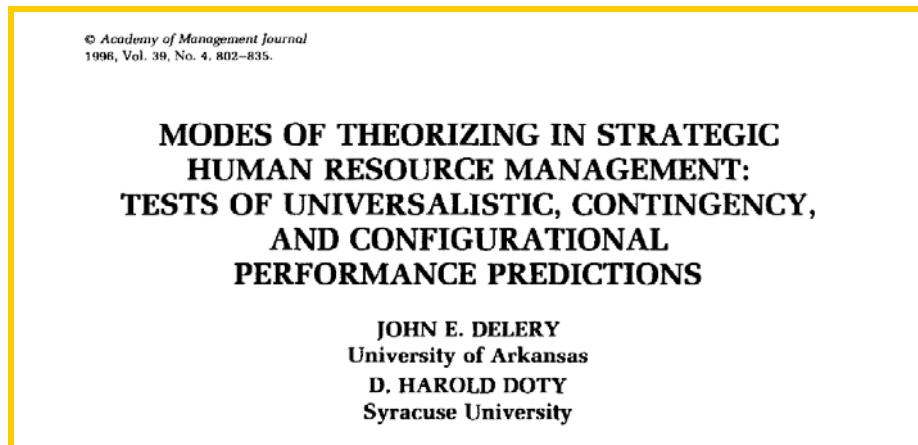 © Academy of Management Journal
1996, Vol. 39, No. 4, 802–835.
MODES OF THEORIZING IN STRATEGIC
HUMAN RESOURCE MANAGEMENT:
TESTS OF UNIVERSALISTIC, CONTINGENCY,
AND CONFIGURATIONAL
PERFORMANCE PREDICTIONS
JOHN E. DELERY
University of Arkansas
D. HAROLD DOTY
Syracuse University